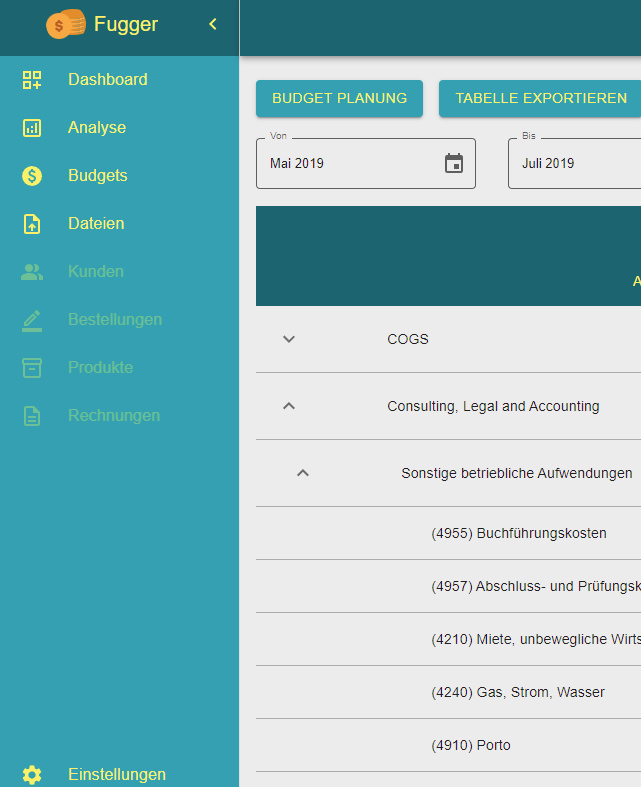 Fugger
Dashboard
Analyse
Budgets
Dateien
Kunden
Bestellungen
Produkte
Rechnungen
Einstellungen
BUDGET PLANUNG
TABELLE EXPORTIEREN
Von
Mai 2019
Bis
Juli 2019
A
COGS
Consulting, Legal and Accounting
Sonstige betriebliche Aufwendungen
(4955) Buchführungskosten
(4957) Abschluss- und Prüfungsk
(4210) Miete, unbewegliche Wirts
(4240) Gas, Strom, Wasser
(4910) Porto